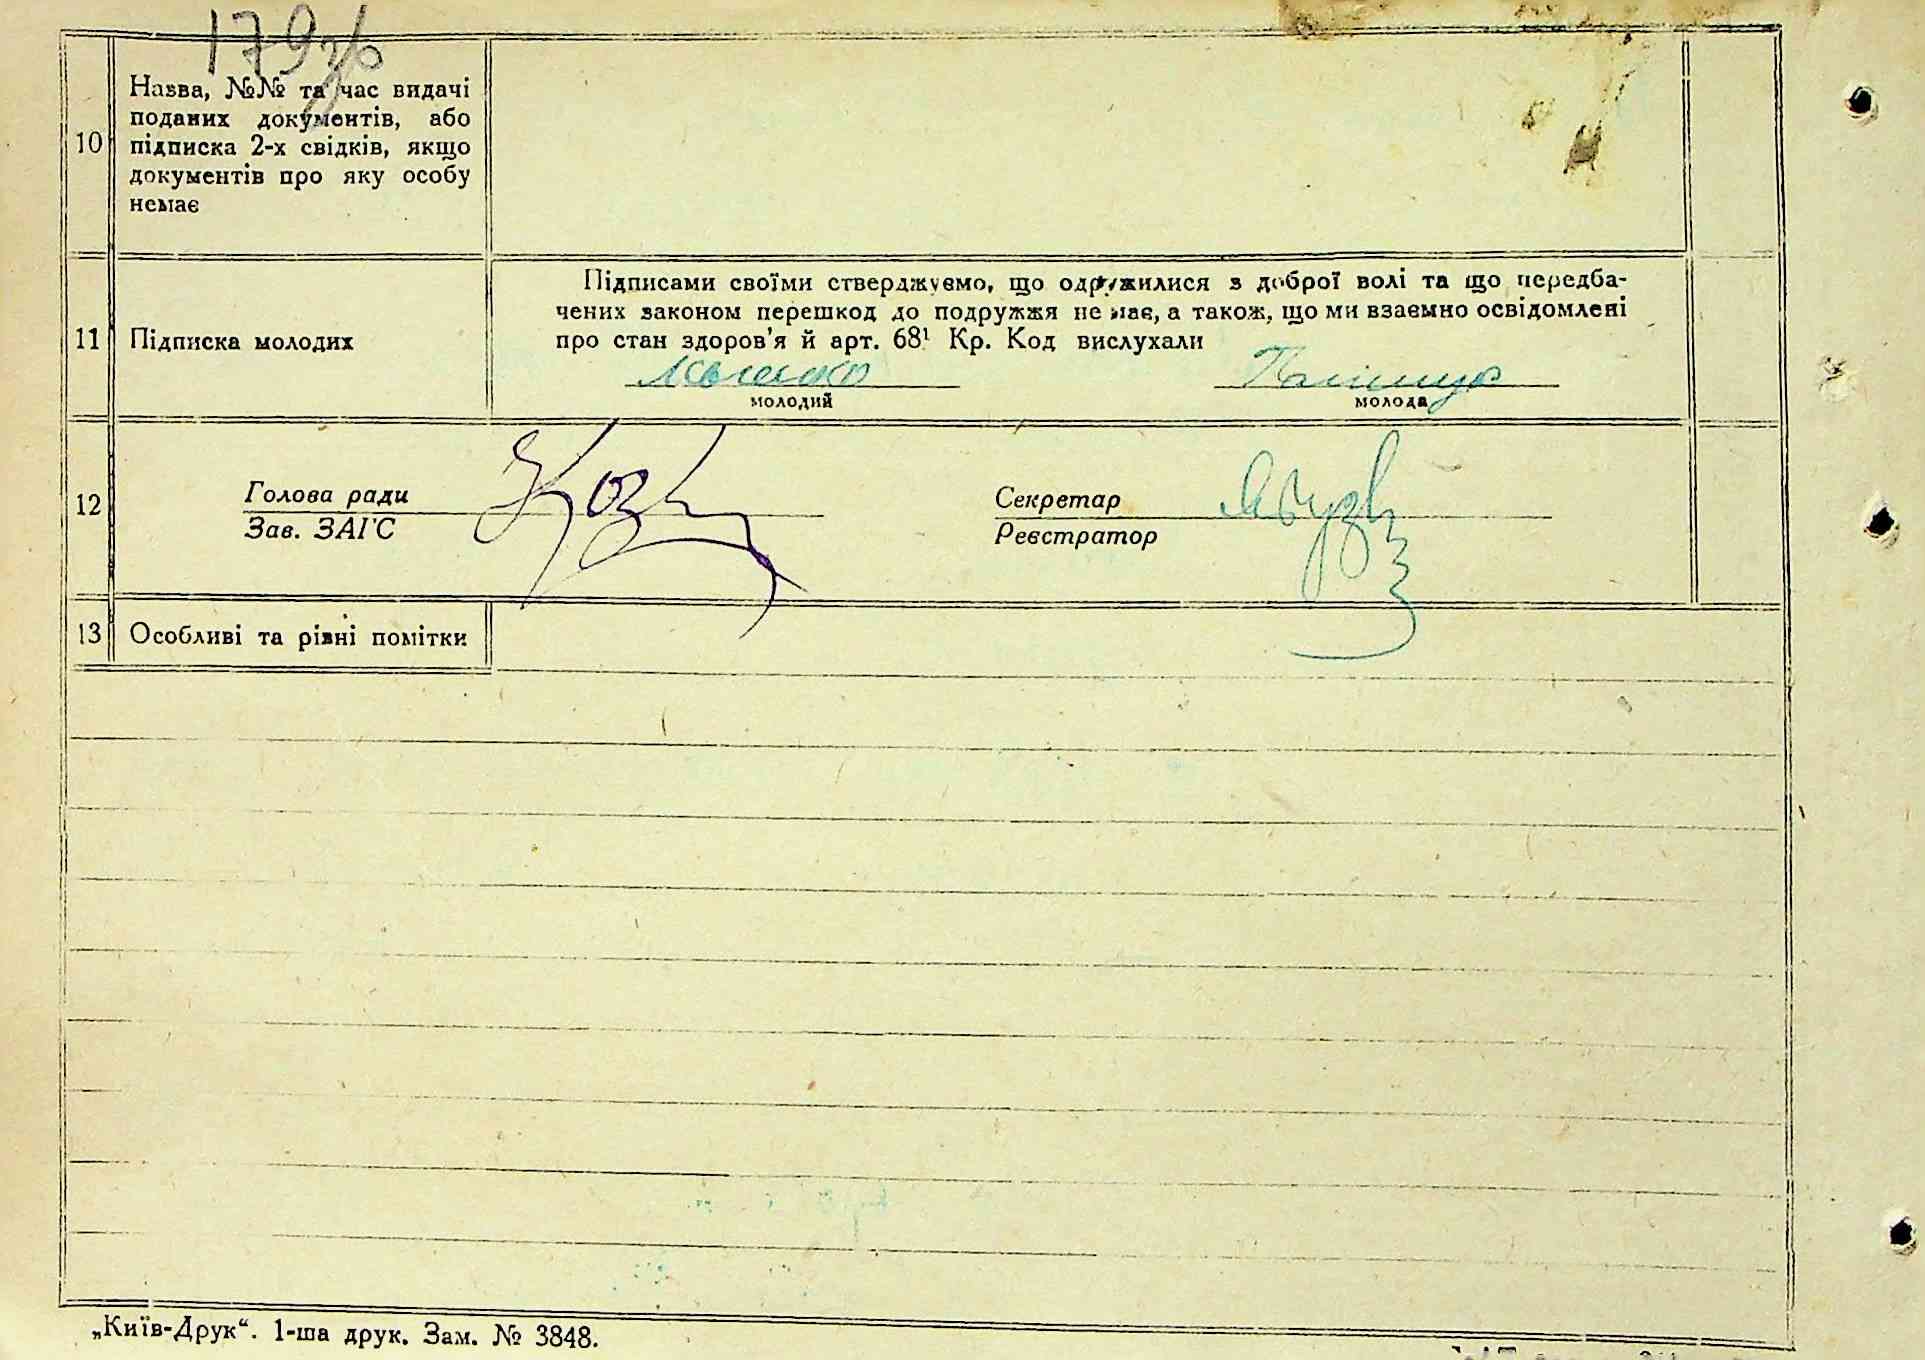 179зв
10
Назва, №№ та час видачі
поданих документів, або
підписка 2-х свідків, якщо
документів про яку особу
немає
11
Підписка молодих
Підписами своїми стверджуємо, що одружилися з доброї волі та що передба-
чених законом перешкод до подружжя не має, а також, що ми взаємно освідомлені
про стан здоров'я й арт. 68¹ Кр. Код вислухали
молодий
молода
12
Голова ради
Зав. ЗАГС
Секретар
Реєстратор
13
Особливі та рівні помітки
„Київ-Друк“. 1-ша друк. Зам. № 3848.